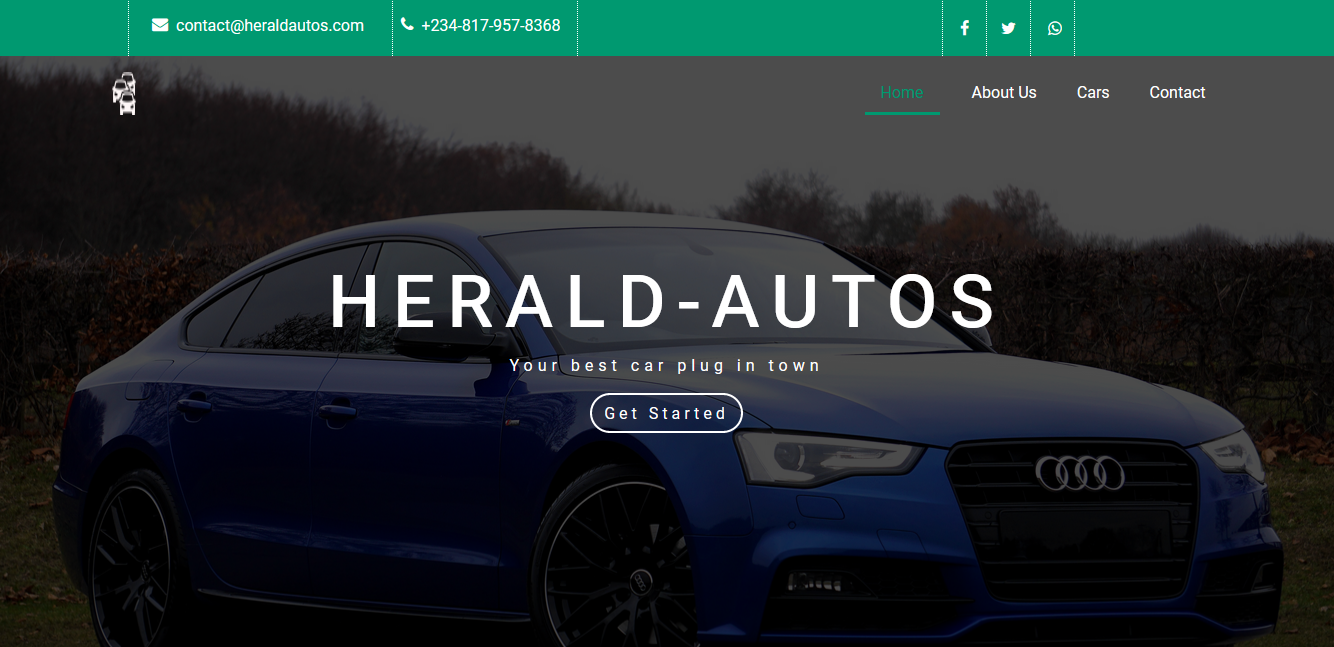 contact@heraldautos.com +234-817-957-8368
Home About Us Cars Contact
HERALD-AUTOS
Your best car plug in town
Get Started